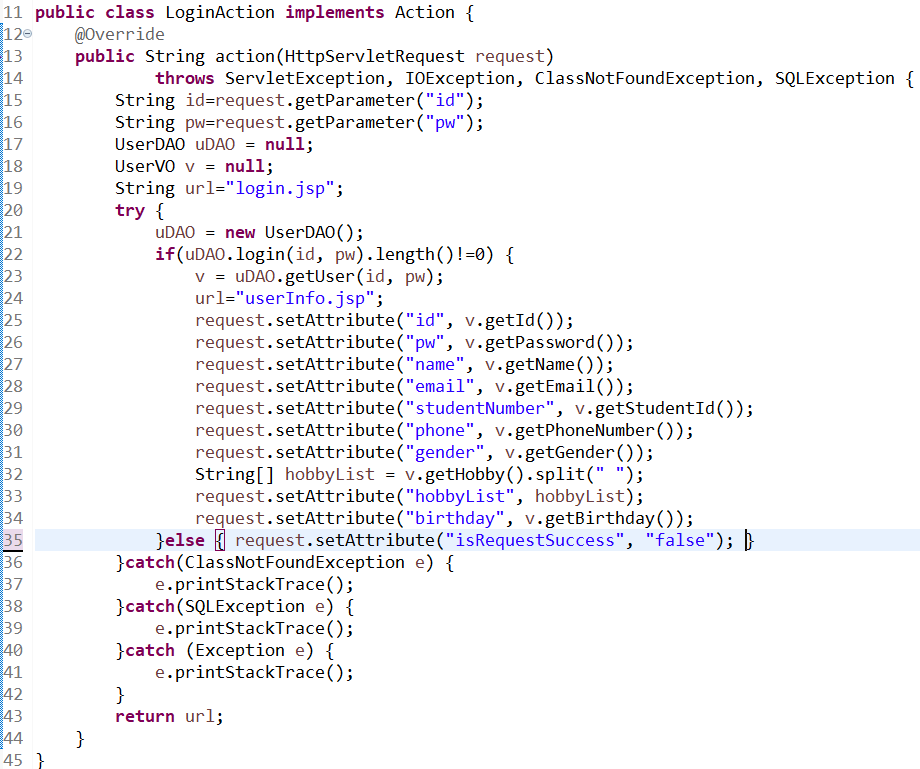 11 public class LoginAction implements Action {
12 @Override
13 public String action(HttpServletRequest request)
14 throws ServletException, IOException, ClassNotFoundException, SQLException {
15 String id=request.getParameter("id");
16 String pw=request.getParameter("pw");
17 UserDAO uDAO = null;
18 UserVO v = null;
19 String url="login.jsp";
20 try {
21 uDAO = new UserDAO();
22 if(uDAO.login(id, pw).length()!=0) {
23 v = uDAO.getUser(id, pw);
24 url="userInfo.jsp";
25 request.setAttribute("id", v.getId());
26 request.setAttribute("pw", v.getPassword());
27 request.setAttribute("name", v.getName());
28 request.setAttribute("email", v.getEmail());
29 request.setAttribute("studentNumber", v.getStudentId());
30 request.setAttribute("phone", v.getPhoneNumber());
31 request.setAttribute("gender", v.getGender());
32 String[] hobbyList = v.getHobby().split(" ");
33 request.setAttribute("hobbyList", hobbyList);
34 request.setAttribute("birthday", v.getBirthday());
35 }else { request.setAttribute("isRequestSuccess", "false"); }
36 }catch(ClassNotFoundException e) {
37 e.printStackTrace();
38 }catch(SQLException e) {
39 e.printStackTrace();
40 }catch (Exception e) {
41 e.printStackTrace();
42 }
43 return url;
44 }
45 }